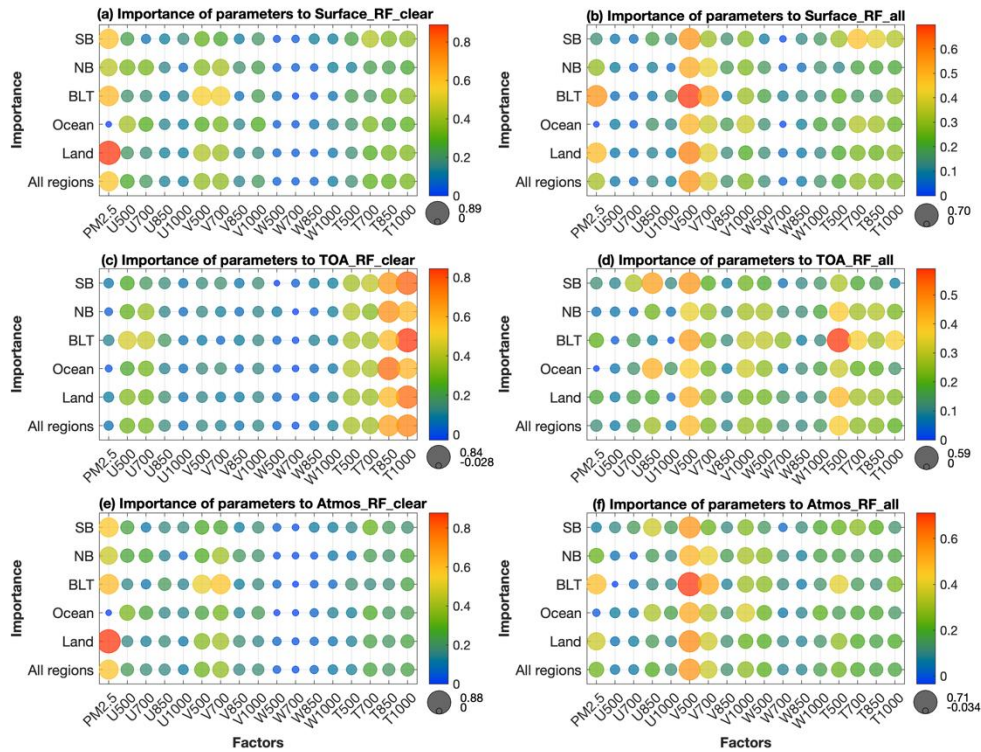 (a) Importance of parameters to Surface_RF_clear
Importance
SB
NB
BLT
Ocean
Land
All regions
PM2.5 U500 U700 U850 U1000 V500 V700 V850 V1000 W500 W700 W850 W1000 T500 T700 T850 T1000
0.8
0.6
0.4
0.2
0
0.89
0
(b) Importance of parameters to Surface_RF_all
Importance
SB
NB
BLT
Ocean
Land
All regions
PM2.5 U500 U700 U850 U1000 V500 V700 V850 V1000 W500 W700 W850 W1000 T500 T700 T850 T1000
0.6
0.5
0.4
0.3
0.2
0.1
0
0.70
0
(c) Importance of parameters to TOA_RF_clear
Importance
SB
NB
BLT
Ocean
Land
All regions
PM2.5 U500 U700 U850 U1000 V500 V700 V850 V1000 W500 W700 W850 W1000 T500 T700 T850 T1000
0.8
0.6
0.4
0.2
0
0.84
-0.028
(d) Importance of parameters to TOA_RF_all
Importance
SB
NB
BLT
Ocean
Land
All regions
PM2.5 U500 U700 U850 U1000 V500 V700 V850 V1000 W500 W700 W850 W1000 T500 T700 T850 T1000
0.5
0.4
0.3
0.2
0.1
0
0.59
0
(e) Importance of parameters to Atmos_RF_clear
Importance
SB
NB
BLT
Ocean
Land
All regions
PM2.5 U500 U700 U850 U1000 V500 V700 V850 V1000 W500 W700 W850 W1000 T500 T700 T850 T1000
Factors
0.8
0.6
0.4
0.2
0
0.88
0
(f) Importance of parameters to Atmos_RF_all
Importance
SB
NB
BLT
Ocean
Land
All regions
PM2.5 U500 U700 U850 U1000 V500 V700 V850 V1000 W500 W700 W850 W1000 T500 T700 T850 T1000
Factors
0.6
0.4
0.2
0
0.71
-0.034